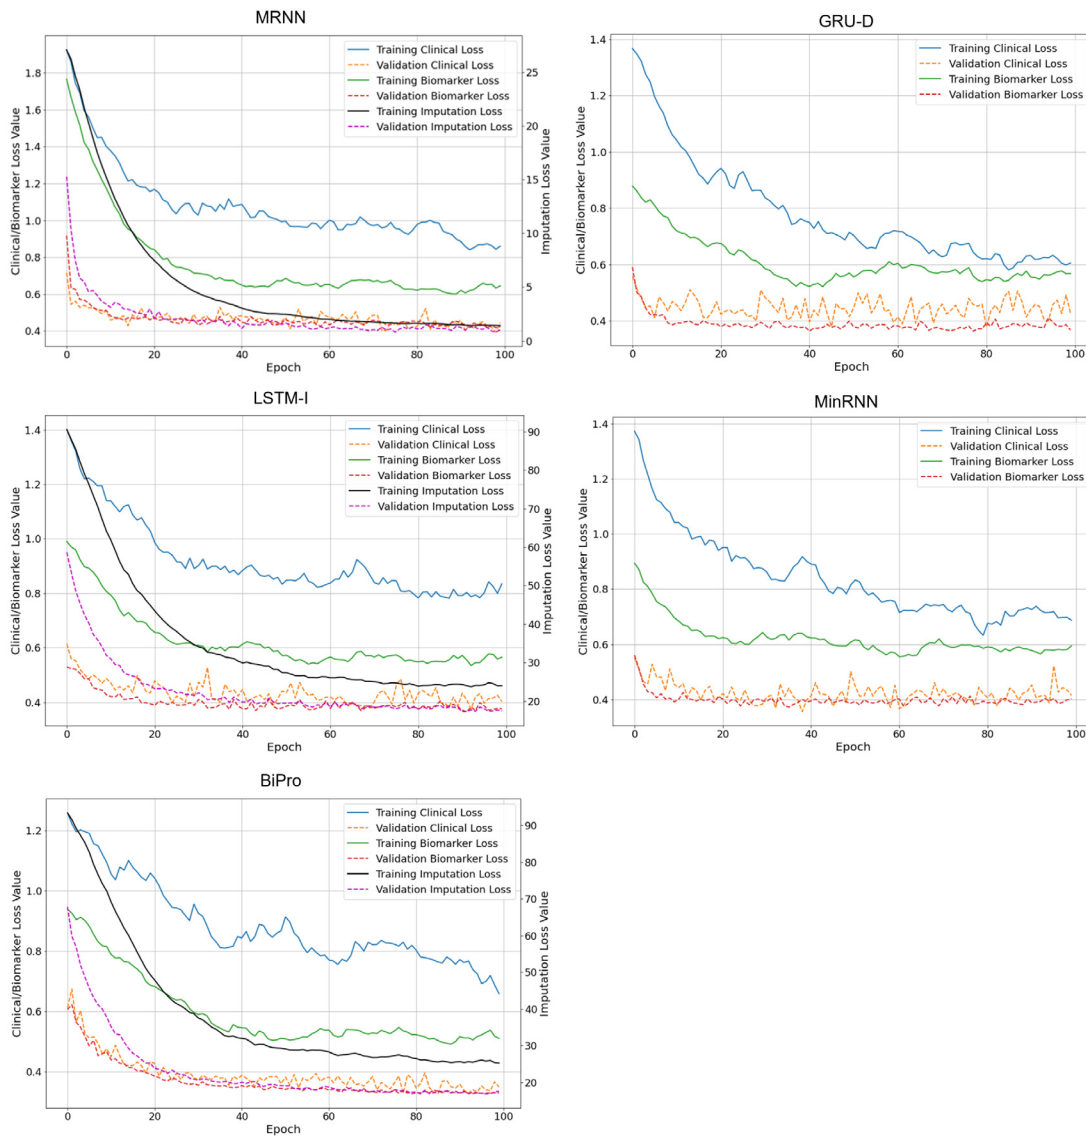 MRNN
Clinical/Biomarker Loss Value
1.8
1.6
1.4
1.2
1.0
0.8
0.6
0.4
Training Clinical Loss
Validation Clinical Loss
Training Biomarker Loss
Validation Biomarker Loss
Training Imputation Loss
Validation Imputation Loss
25
20
15
10
5
0
Imputation Loss Value
0 20 40 60 80 100
Epoch
GRU-D
Clinical/Biomarker Loss Value
1.4
1.2
1.0
0.8
0.6
0.4
Training Clinical Loss
Validation Clinical Loss
Training Biomarker Loss
Validation Biomarker Loss
0 20 40 60 80 100
Epoch
LSTM-I
Clinical/Biomarker Loss Value
1.4
1.2
1.0
0.8
0.6
0.4
Training Clinical Loss
Validation Clinical Loss
Training Biomarker Loss
Validation Biomarker Loss
Training Imputation Loss
Validation Imputation Loss
90
80
70
60
50
40
30
20
Imputation Loss Value
0 20 40 60 80 100
Epoch
MinRNN
Clinical/Biomarker Loss Value
1.4
1.2
1.0
0.8
0.6
0.4
Training Clinical Loss
Validation Clinical Loss
Training Biomarker Loss
Validation Biomarker Loss
0 20 40 60 80 100
Epoch
BiPro
Clinical/Biomarker Loss Value
1.2
1.0
0.8
0.6
0.4
Training Clinical Loss
Validation Clinical Loss
Training Biomarker Loss
Validation Biomarker Loss
Training Imputation Loss
Validation Imputation Loss
90
80
70
60
50
40
30
20
Imputation Loss Value
0 20 40 60 80 100
Epoch